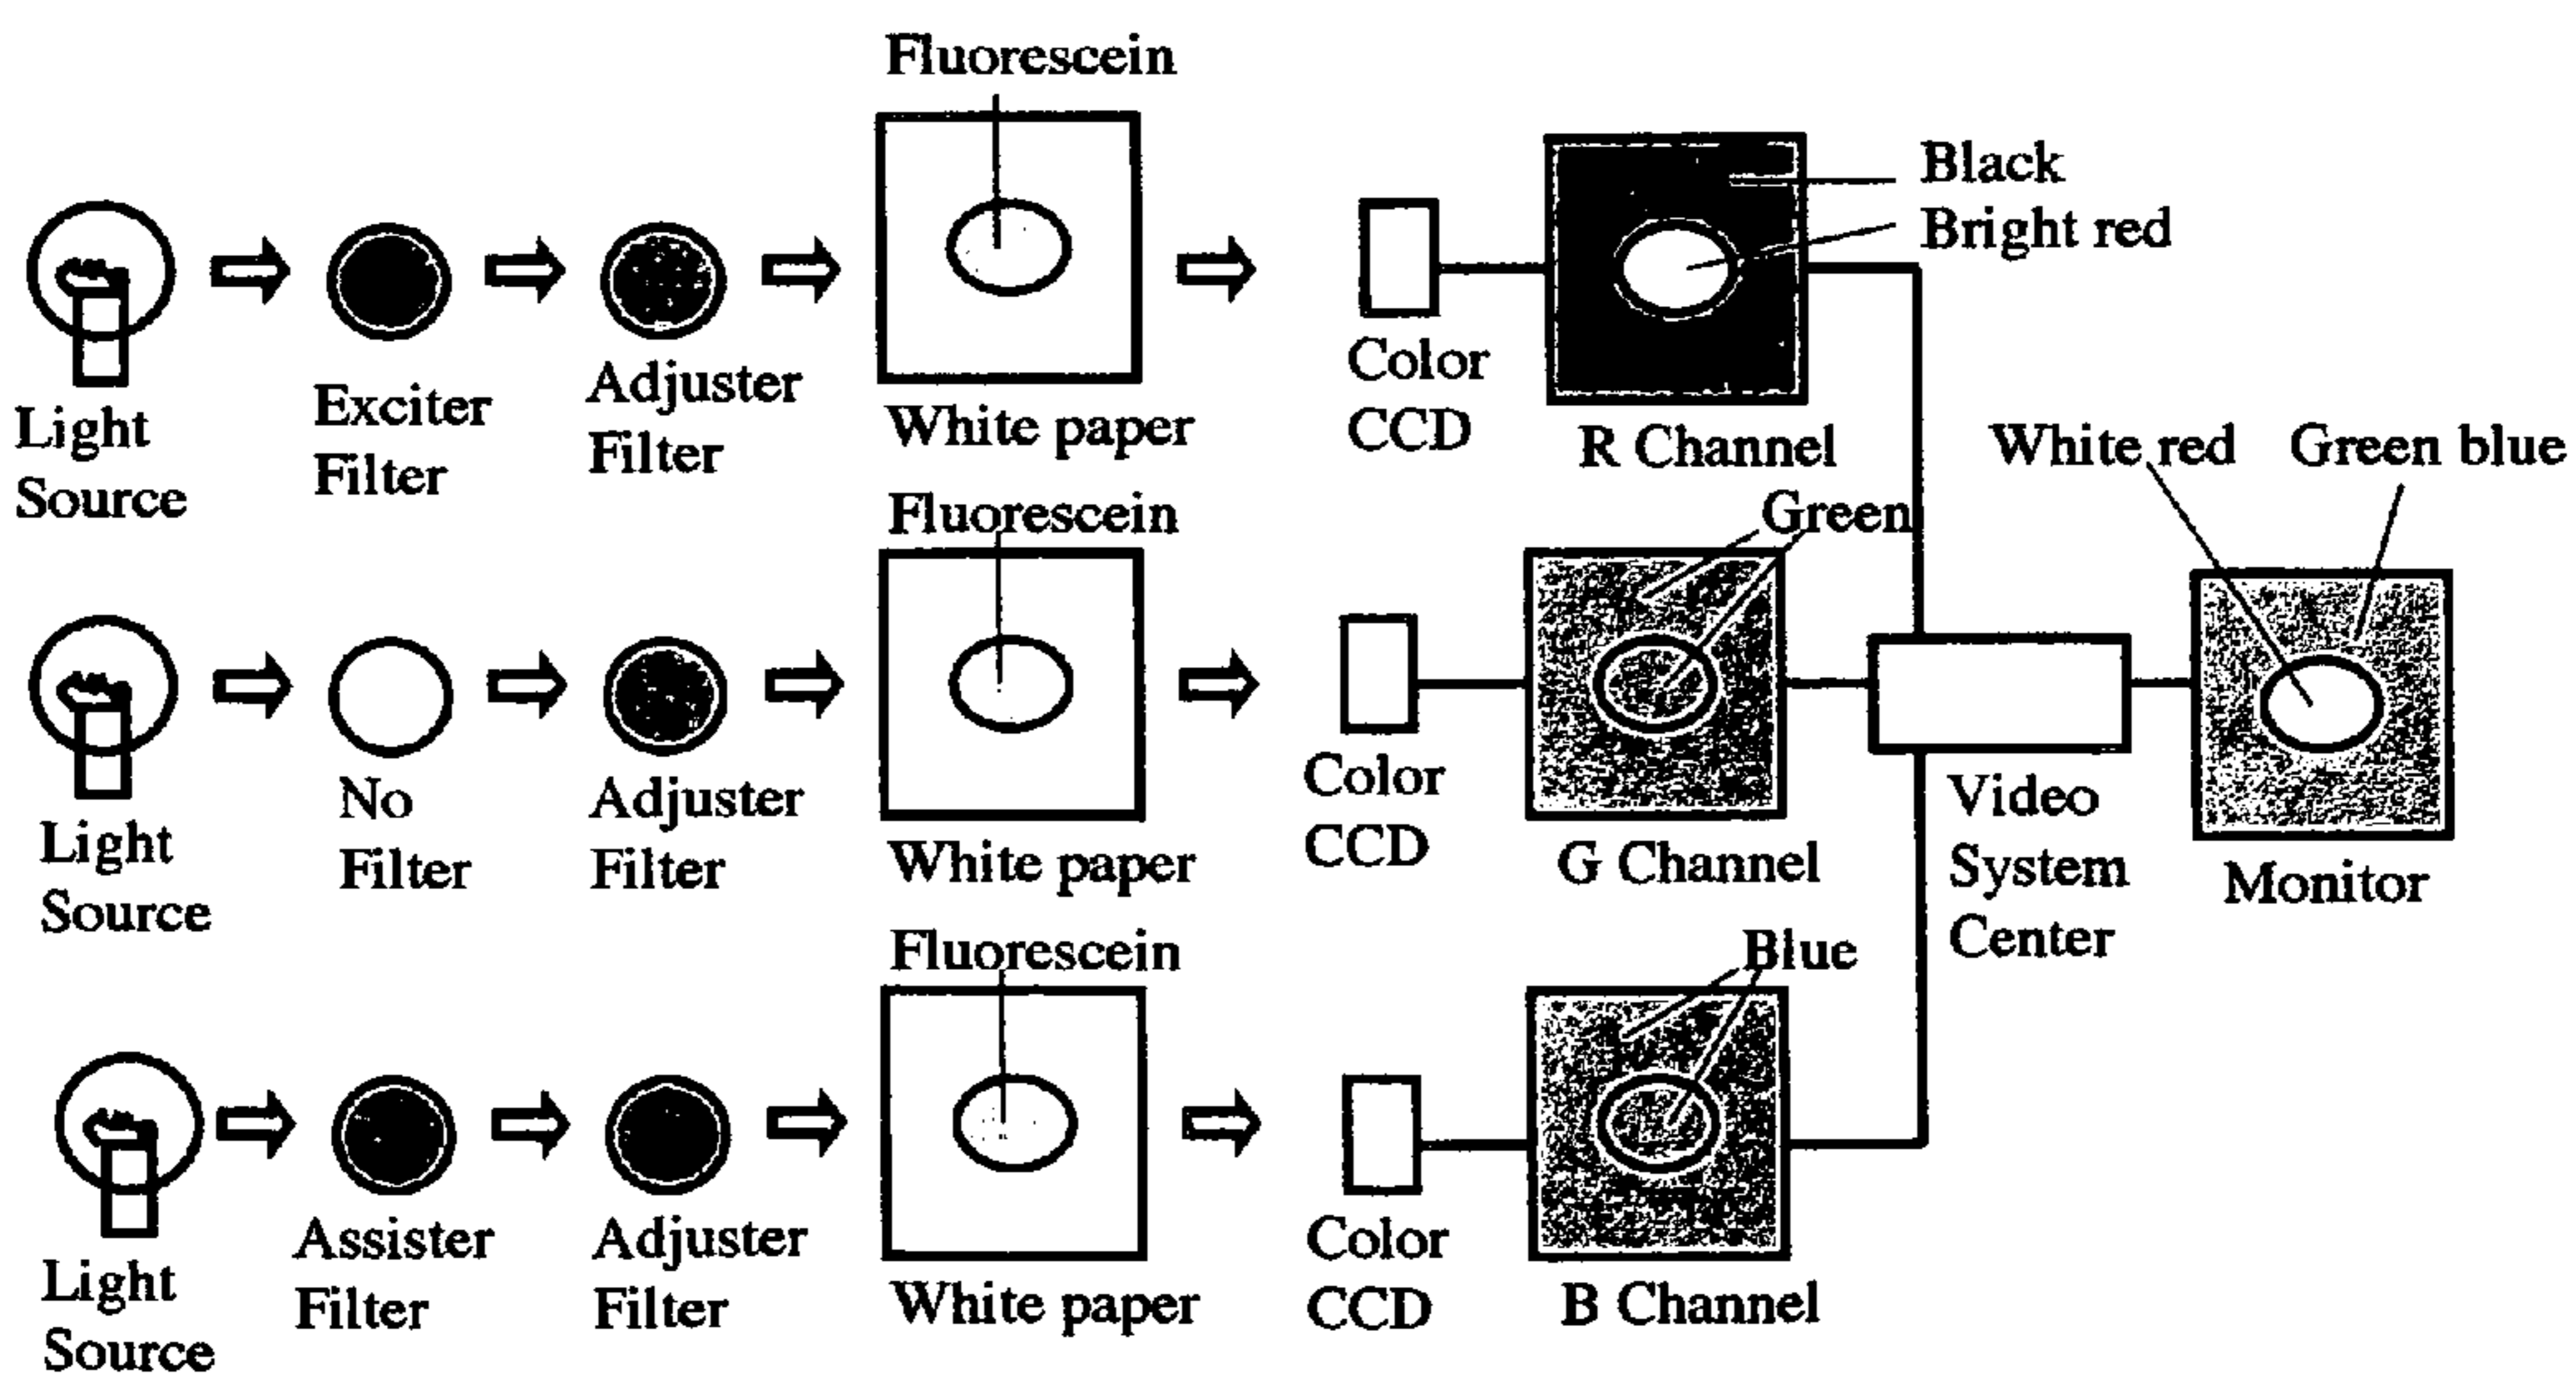 Fluorescein
Black
Bright red
Light
Source
Exciter
Filter
Adjuster
Filter
White paper
Color
CCD
R Channel
White red
Green blue
Fluorescein
Green
Light
Source
No
Filter
Adjuster
Filter
White paper
Color
CCD
G Channel
Video
System
Center
Monitor
Fluorescein
Blue
Light
Source
Assister
Filter
Adjuster
Filter
White paper
Color
CCD
B Channel